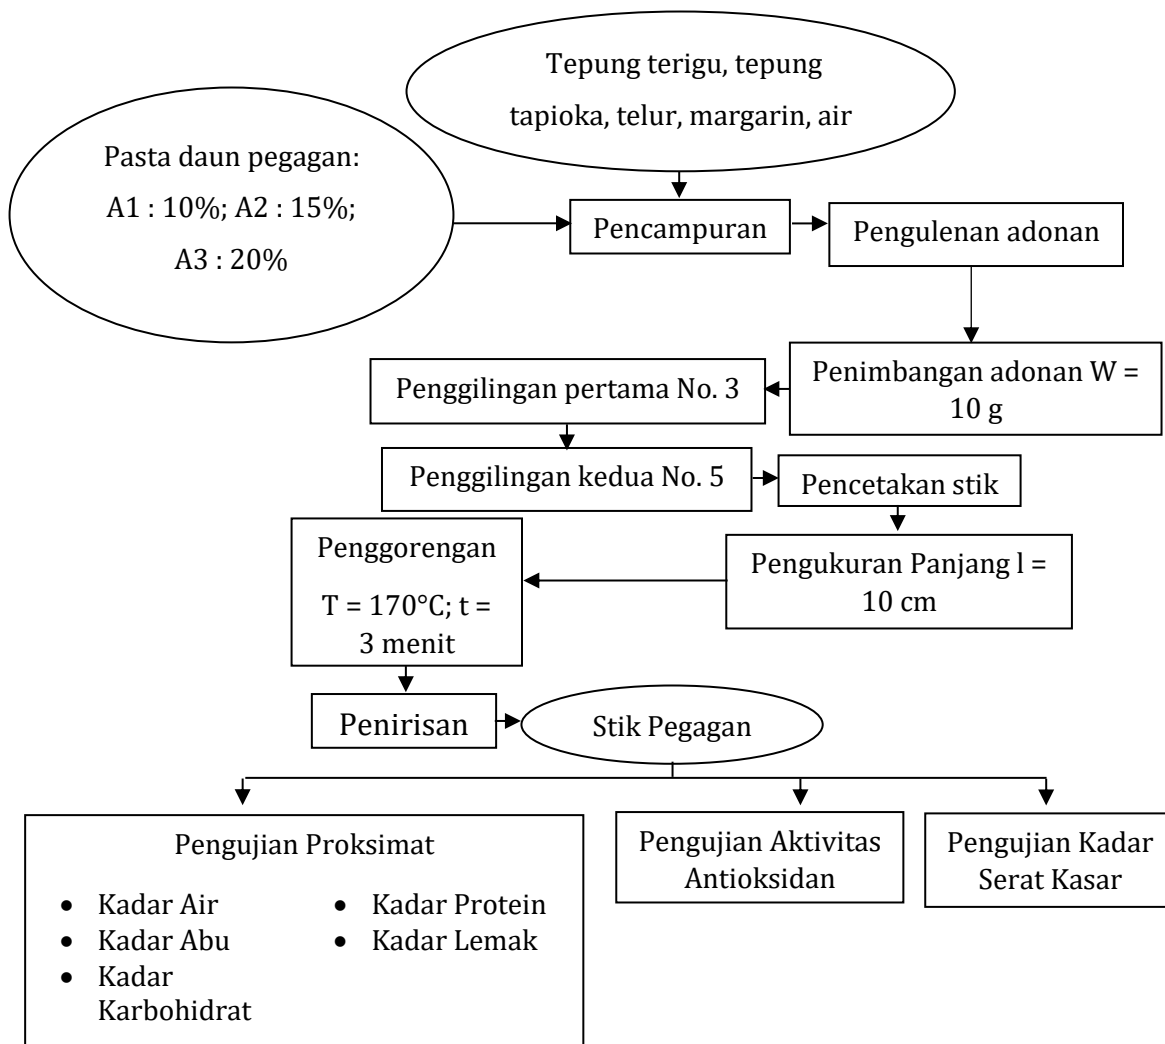 Tepung terigu, tepung
tapioka, telur, margarin, air
Pasta daun pegagan:
A1 : 10%; A2 : 15%;
A3 : 20%
Pencampuran
Pengulenan adonan
Penimbangan adonan W =
10 g
Penggilingan pertama No. 3
Penggilingan kedua No. 5
Pencetakan stik
Pengukuran Panjang l =
10 cm
Penggorengan
T = 170°C; t =
3 menit
Penirisan
Stik Pegagan
Pengujian Proksimat
• Kadar Air
• Kadar Abu
• Kadar
Karbohidrat
• Kadar Protein
• Kadar Lemak
Pengujian Aktivitas
Antioksidan
Pengujian Kadar
Serat Kasar